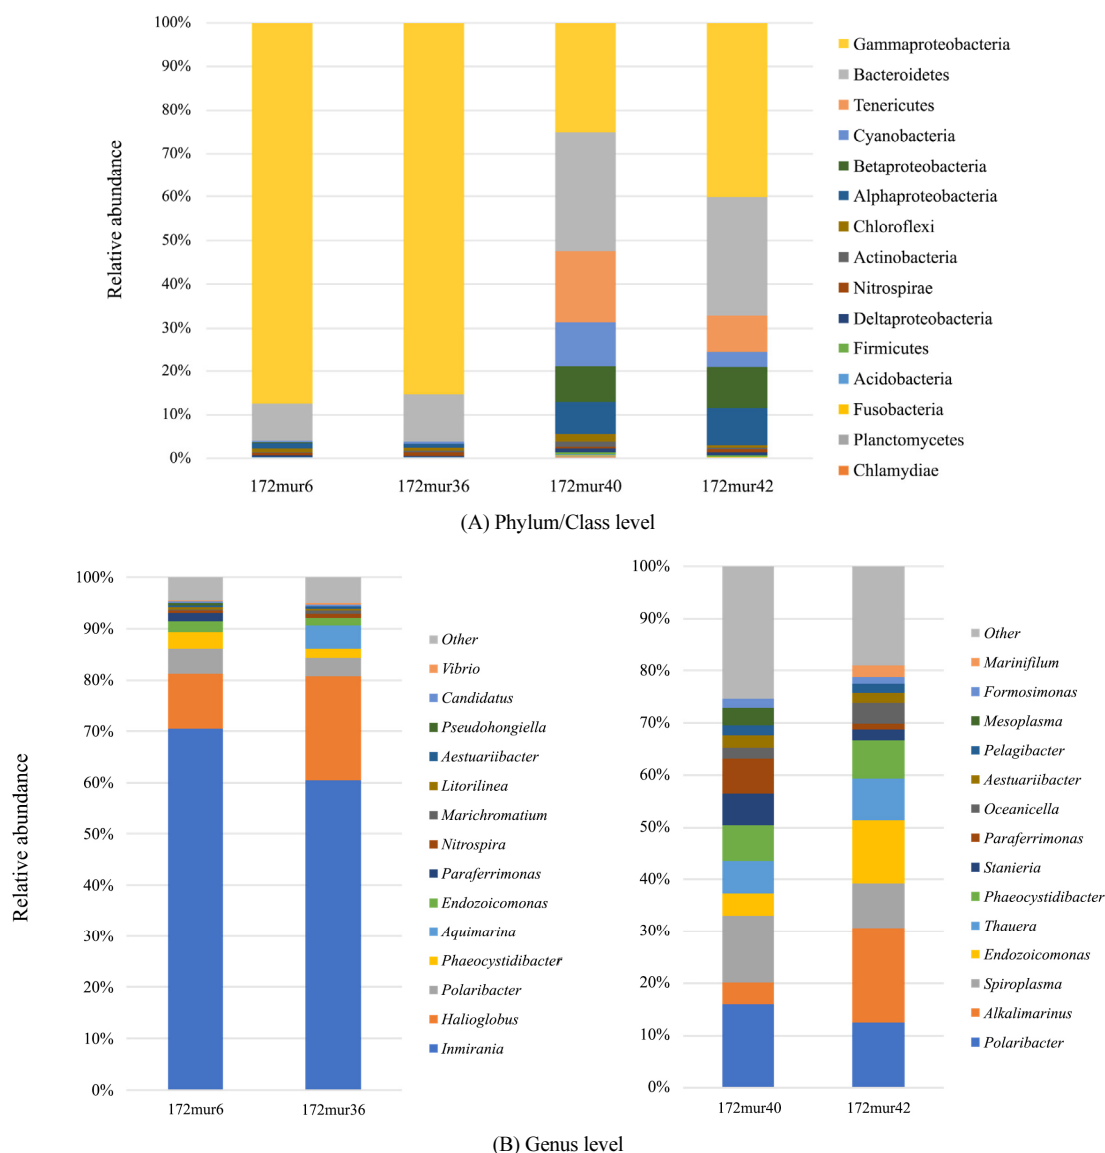 100%
90%
80%
70%
60%
50%
40%
30%
20%
10%
0%
Relative abundance
172mur6
172mur36
172mur40
172mur42
Gammaproteobacteria
Bacteroidetes
Tenericutes
Cyanobacteria
Betaproteobacteria
Alphaproteobacteria
Chloroflexi
Actinobacteria
Nitrospirae
Deltaproteobacteria
Firmicutes
Acidobacteria
Fusobacteria
Planctomycetes
Chlamydiae
(A) Phylum/Class level
100%
90%
80%
70%
60%
50%
40%
30%
20%
10%
0%
Relative abundance
172mur6
172mur36
Other
Vibrio
Candidatus
Pseudohongiella
Aestuariibacter
Litorilinea
Marichromatium
Nitrospira
Paraferrimonas
Endozoicomonas
Aquimarina
Phaeocystidibacter
Polaribacter
Halioglobus
Inmirania
100%
90%
80%
70%
60%
50%
40%
30%
20%
10%
0%
172mur40
172mur42
Other
Marinifilum
Formosimonas
Mesoplasma
Pelagibacter
Aestuariibacter
Oceanicella
Paraferrimonas
Stanieria
Phaeocystidibacter
Thauera
Endozoicomonas
Spiroplasma
Alkalimarinus
Polaribacter
(B) Genus level